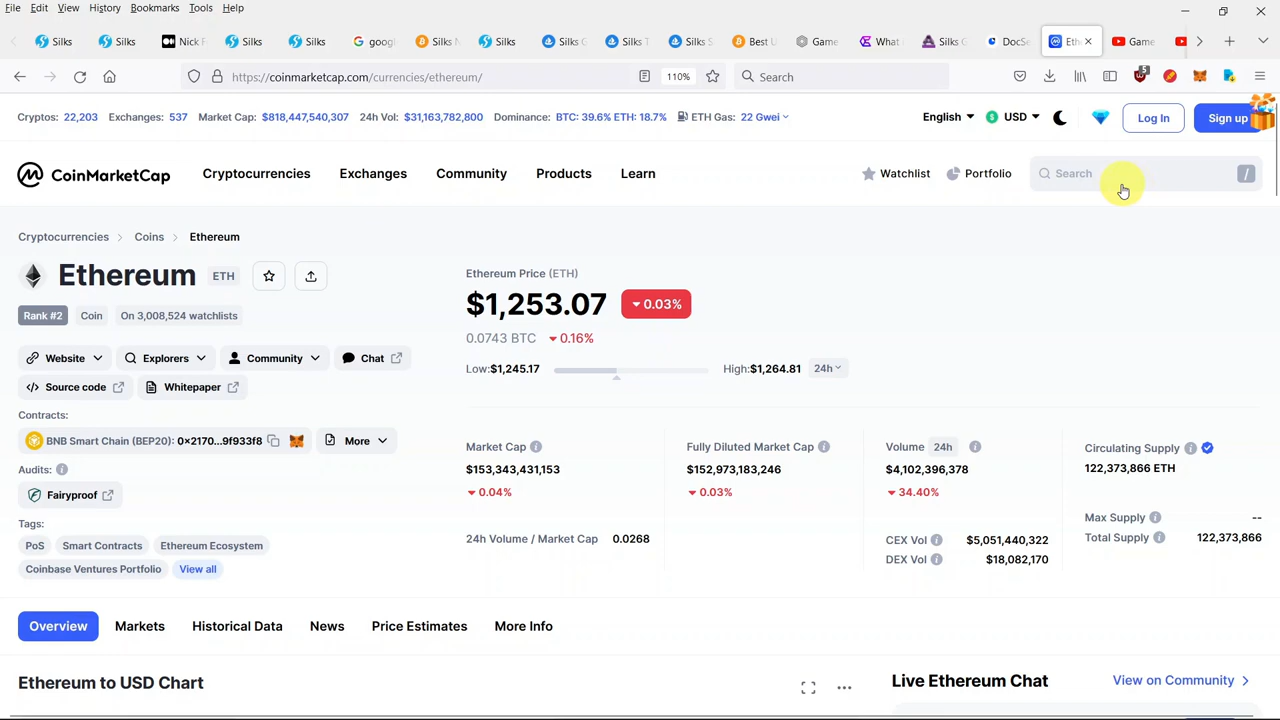 File Edit View History Bookmarks Tools Help
Silks Silks Nick F Silks Silks googl Silks N Silks Silks G Silks T Silks S Best U Game What Silks G DocSe Eth Game
https://coinmarketcap.com/currencies/ethereum/ 110% Search 5
Cryptos: 22,203 Exchanges: 537 Market Cap: $818,447,540,307 24h Vol: $31,163,782,800 Dominance: BTC: 39.6% ETH: 18.7% ETH Gas: 22 Gwei English USD Log In Sign up
CoinMarketCap Cryptocurrencies Exchanges Community Products Learn Watchlist Portfolio Search /
Cryptocurrencies > Coins > Ethereum
Ethereum ETH
Rank #2 Coin On 3,008,524 watchlists
Website Explorers Community Chat
Source code Whitepaper
Contracts:
BNB Smart Chain (BEP20): 0x2170...9f933f8 More
Audits:
Fairyproof
Tags:
PoS Smart Contracts Ethereum Ecosystem
Coinbase Ventures Portfolio View all
Ethereum Price (ETH)
$1,253.07 0.03%
0.0743 BTC 0.16%
Low:$1,245.17 High:$1,264.81 24h
Market Cap
$153,343,431,153
0.04%
24h Volume / Market Cap 0.0268
Fully Diluted Market Cap
$152,973,183,246
0.03%
Volume 24h
$4,102,396,378
34.40%
CEX Vol $5,051,440,322
DEX Vol $18,082,170
Circulating Supply
122,373,866 ETH
Max Supply --
Total Supply 122,373,866
Overview Markets Historical Data News Price Estimates More Info
Ethereum to USD Chart
Live Ethereum Chat View on Community >